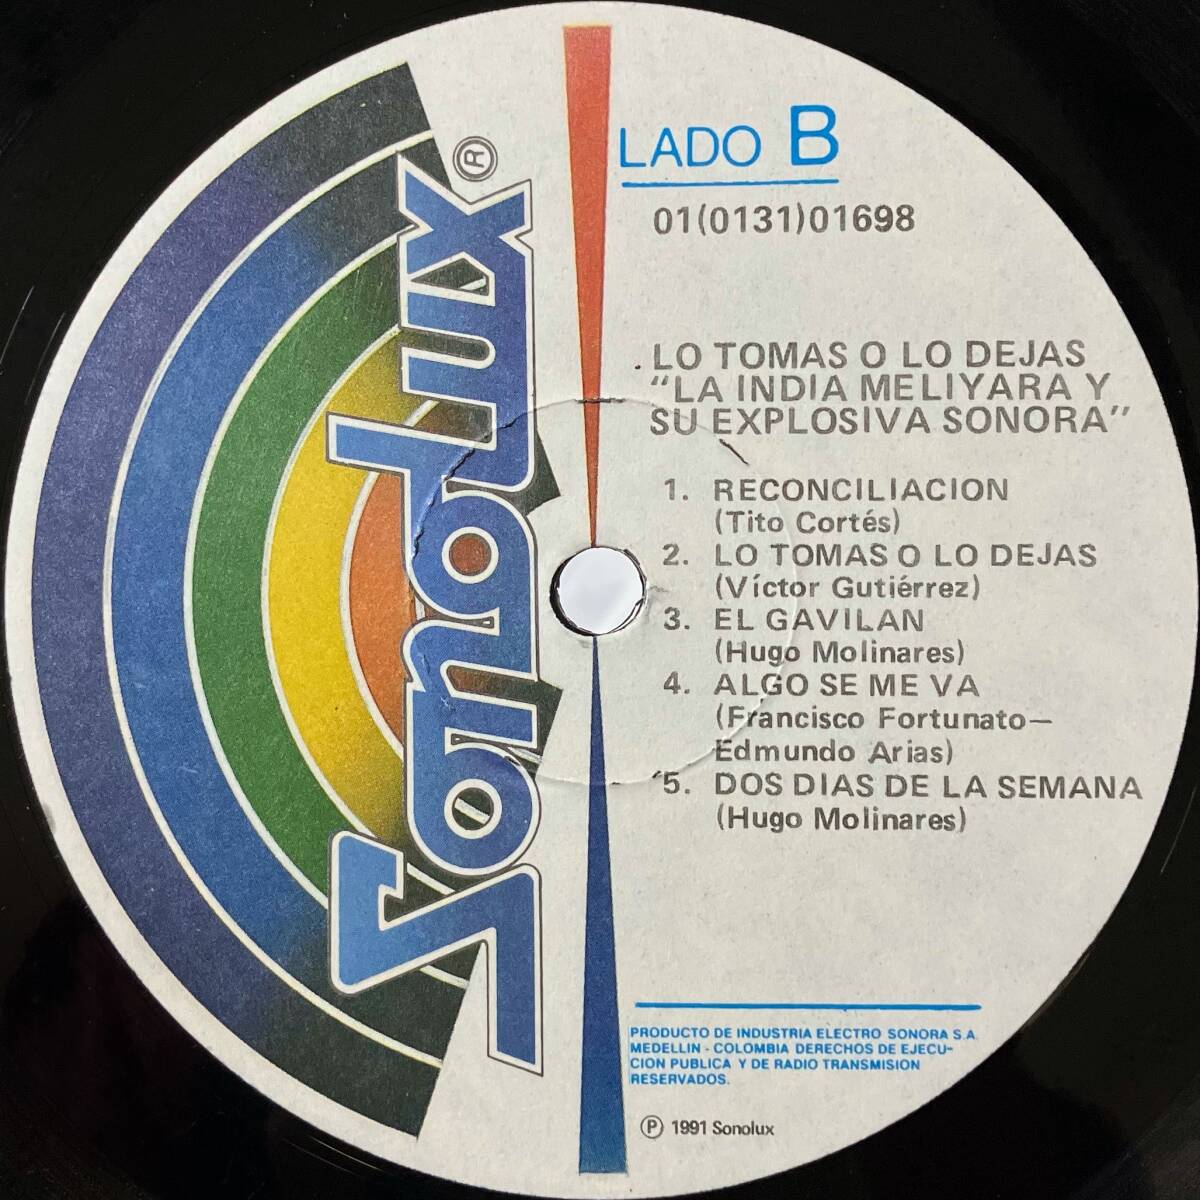 Sonolux®
LADO B
01(0131)01698
LO TOMAS O LO DEJAS
"LA INDIA MELIYARA Y
SU EXPLOSIVA SONORA"
1. RECONCILIACION
(Tito Cortés)
2. LO TOMAS O LO DEJAS
(Víctor Gutiérrez)
3. EL GAVILAN
(Hugo Molinares)
4. ALGO SE ME VA
(Francisco Fortunato—
Edmundo Arias)
5. DOS DIAS DE LA SEMANA
(Hugo Molinares)
PRODUCTO DE INDUSTRIA ELECTRO SONORA S.A.
MEDELLIN - COLOMBIA DERECHOS DE EJECU-
CION PUBLICA Y DE RADIO TRANSMISION
RESERVADOS.
Ⓟ 1991 Sonolux